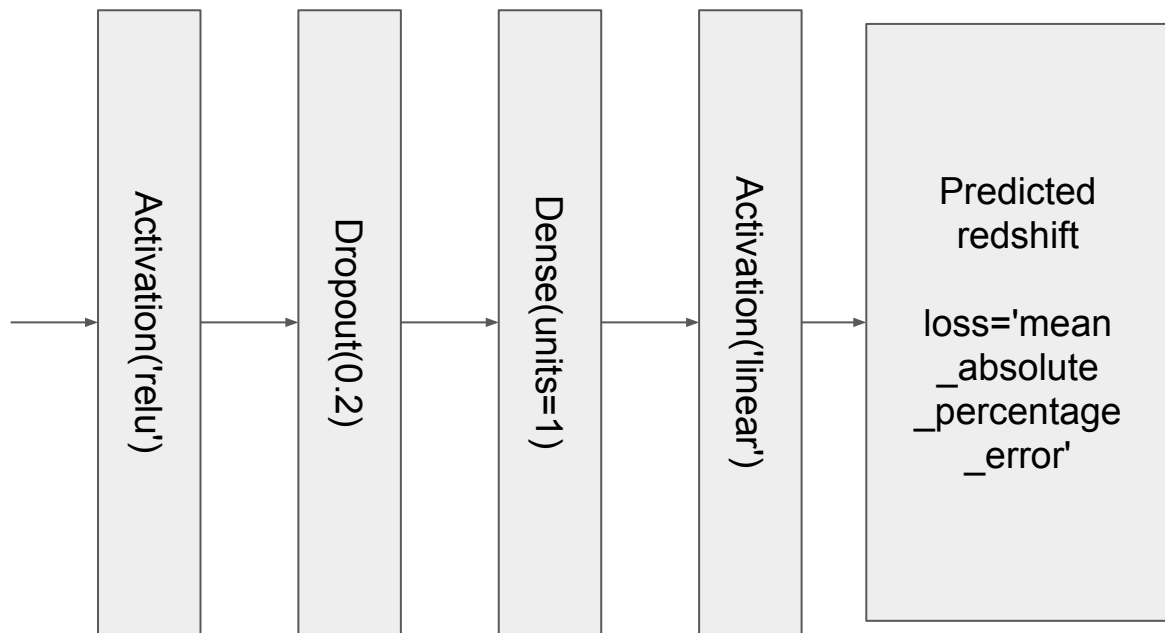 Activation('relu')
Dropout(0.2)
Dense(units=1)
Activation('linear')
Predicted
redshift
loss='mean
_absolute
_percentage
_error'